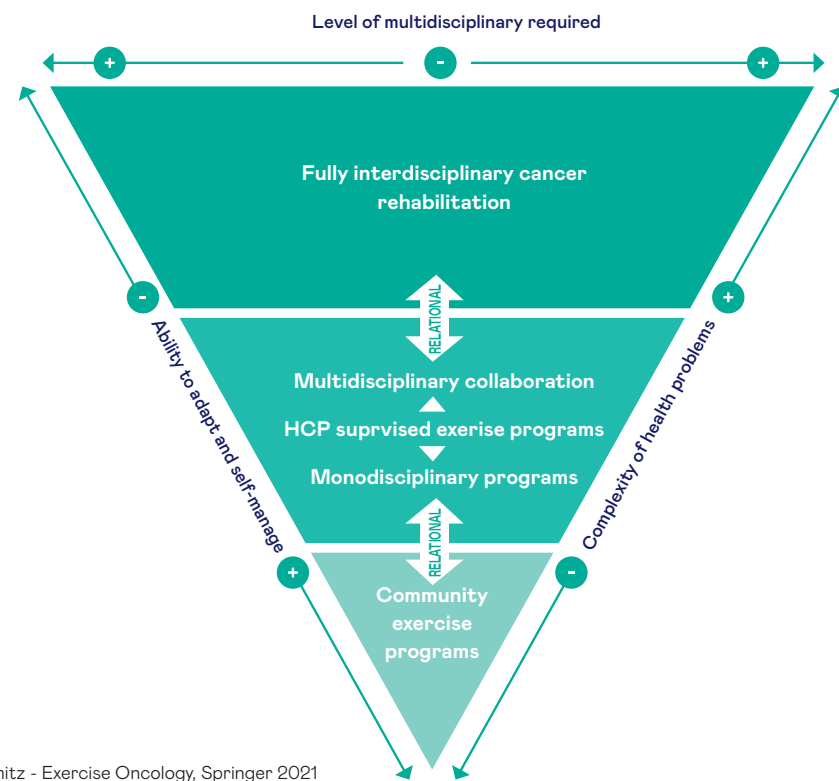 Level of multidisciplinary required
+
-
+
Fully interdisciplinary cancer
rehabilitation
-
+
RELATIONAL
Ability to adapt and self-manage
Complexity of health problems
Multidisciplinary collaboration
HCP suprvised exerise programs
Monodisciplinary programs
RELATIONAL
+
-
Community
exercise
programs
- Exercise Oncology, Springer 2021